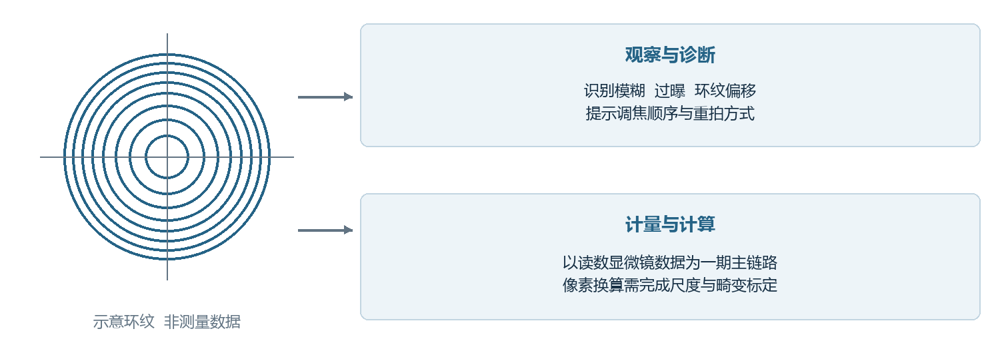 观察与诊断
识别模糊 过曝 环纹偏移
提示调焦顺序与重拍方式
计量与计算
以读数显微镜数据为一期主链路
像素换算需完成尺度与畸变标定
示意环纹 非测量数据